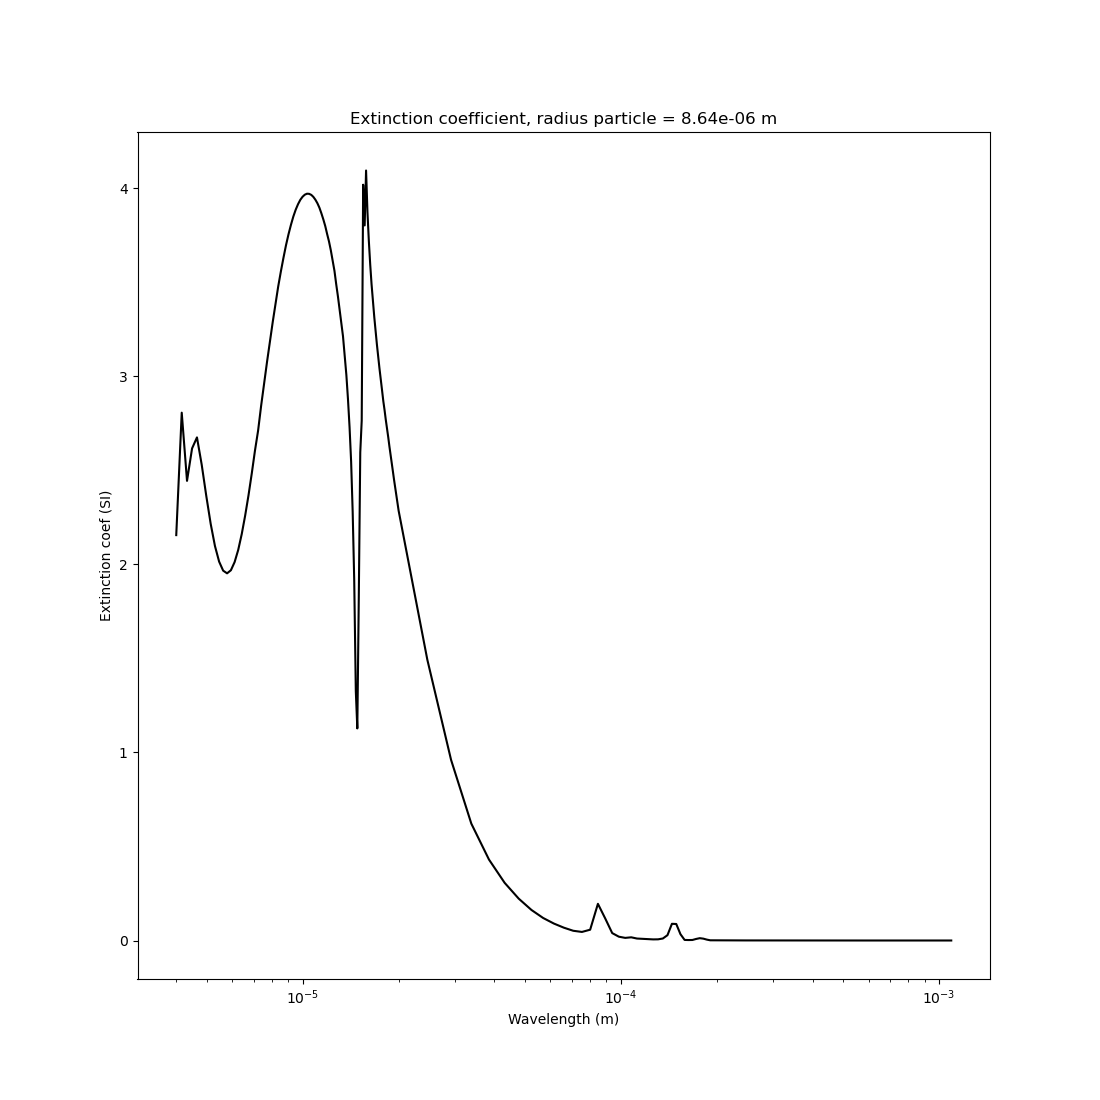 Extinction coefficient, radius particle = 8.64e-06 m
4
3
2
1
0
Extinction coef (SI)
10⁻⁵ 10⁻⁴ 10⁻³
Wavelength (m)